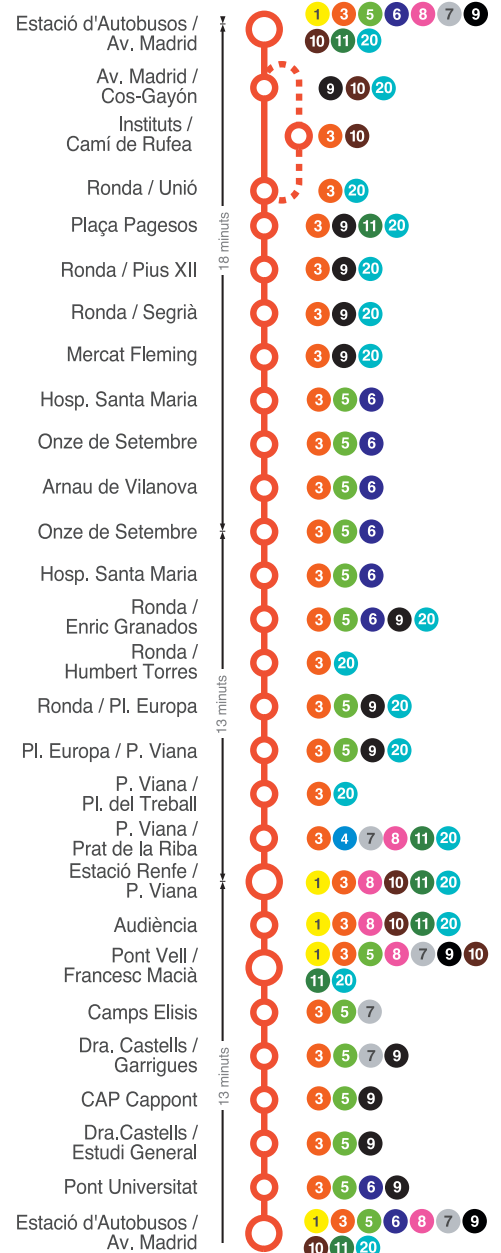 Estació d'Autobusos / 1 3 5 6 8 7 9
Av. Madrid 10 11 20
Av. Madrid /
Cos-Gayón 9 10 20
Instituts /
Camí de Rufea 3 10
Ronda / Unió 3 20
Plaça Pagesos 3 9 11 20
18 minuts
Ronda / Pius XII 3 9 20
Ronda / Segrià 3 9 20
Mercat Fleming 3 9 20
Hosp. Santa Maria 3 5 6
Onze de Setembre 3 5 6
Arnau de Vilanova 3 5 6
Onze de Setembre 3 5 6
Hosp. Santa Maria 3 5 6
Ronda /
Enric Granados 3 5 6 9 20
Ronda /
Humbert Torres 3 20
13 minuts
Ronda / Pl. Europa 3 5 9 20
Pl. Europa / P. Viana 3 5 9 20
P. Viana /
Pl. del Treball 3 20
P. Viana /
Prat de la Riba 3 4 7 8 11 20
Estació Renfe /
P. Viana 1 3 8 10 11 20
Audiència 1 3 8 10 11 20
Pont Vell / 1 3 5 8 7 9 10
Francesc Macià 11 20
Camps Elisis 3 5 7
Dra. Castells /
Garrigues 3 5 7 9
13 minuts
CAP Cappont 3 5 9
Dra.Castells /
Estudi General 3 5 9
Pont Universitat 3 5 6 9
Estació d'Autobusos / 1 3 5 6 8 7 9
Av. Madrid 10 11 20